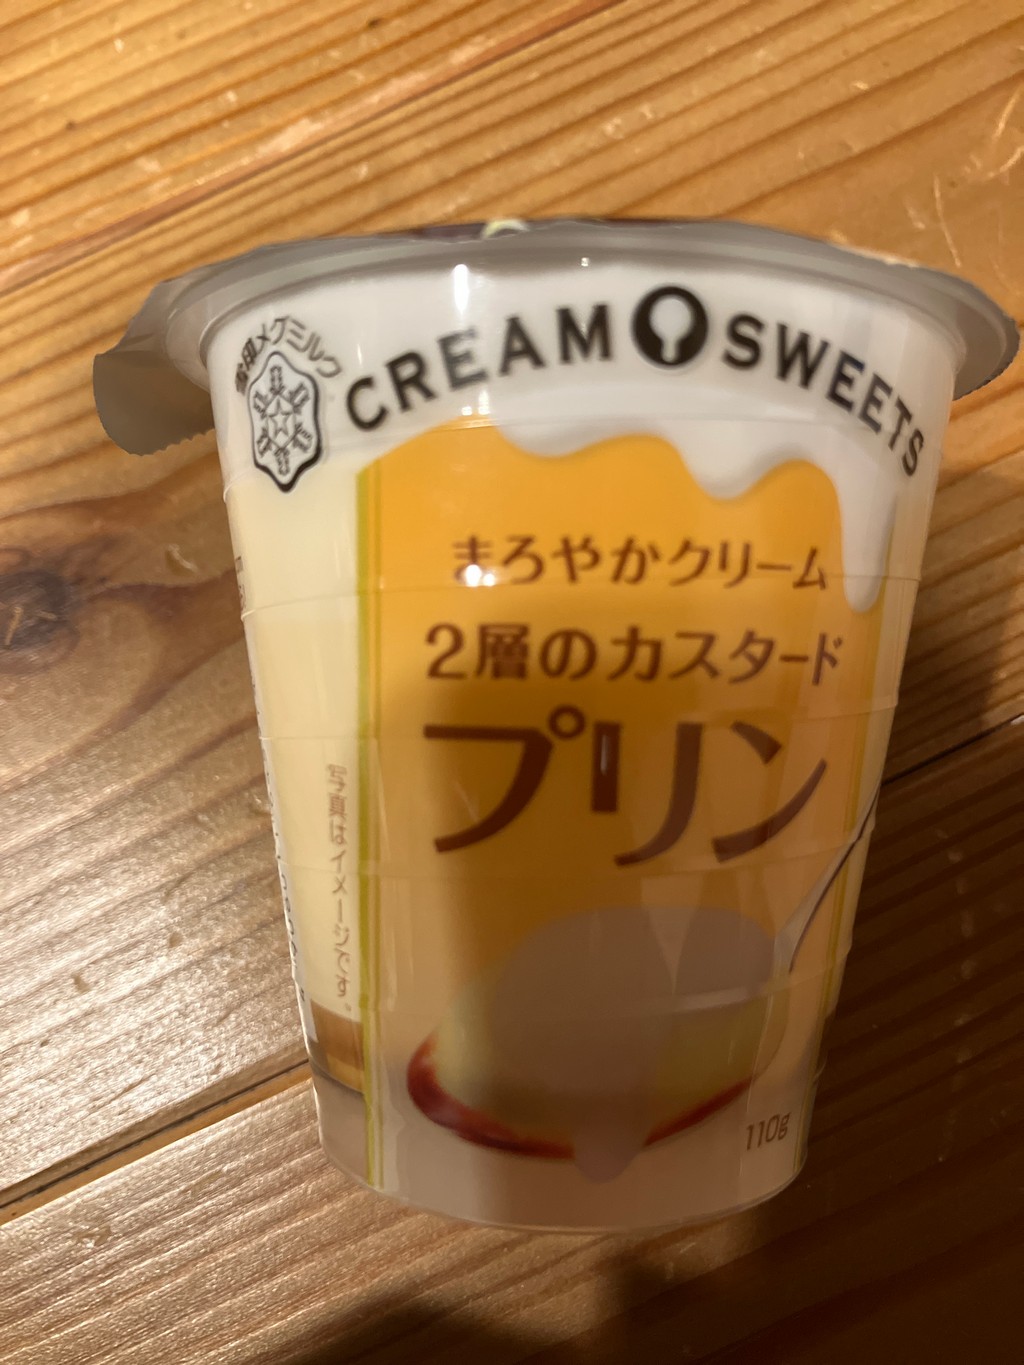 雪印メグミルク
CREAM SWEETS
まろやかクリーム
2層のカスタード
プリン
写真はイメージです。
110g